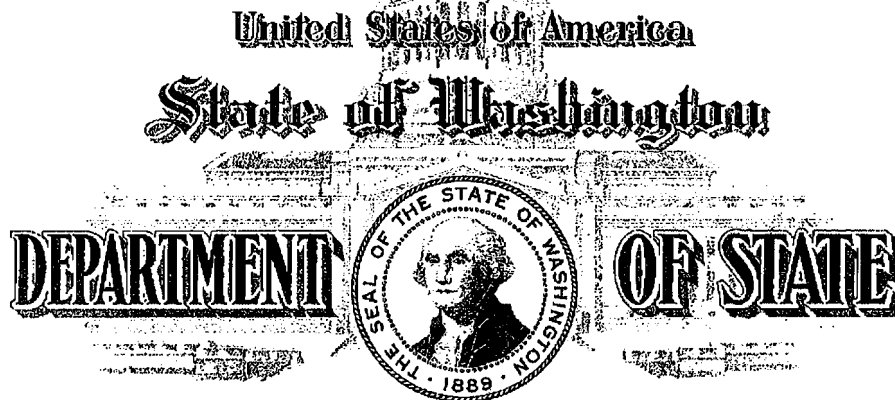 United States of America
State of Washington
DEPARTMENT OF STATE
THE SEAL OF THE STATE OF WASHINGTON
· 1889 ·